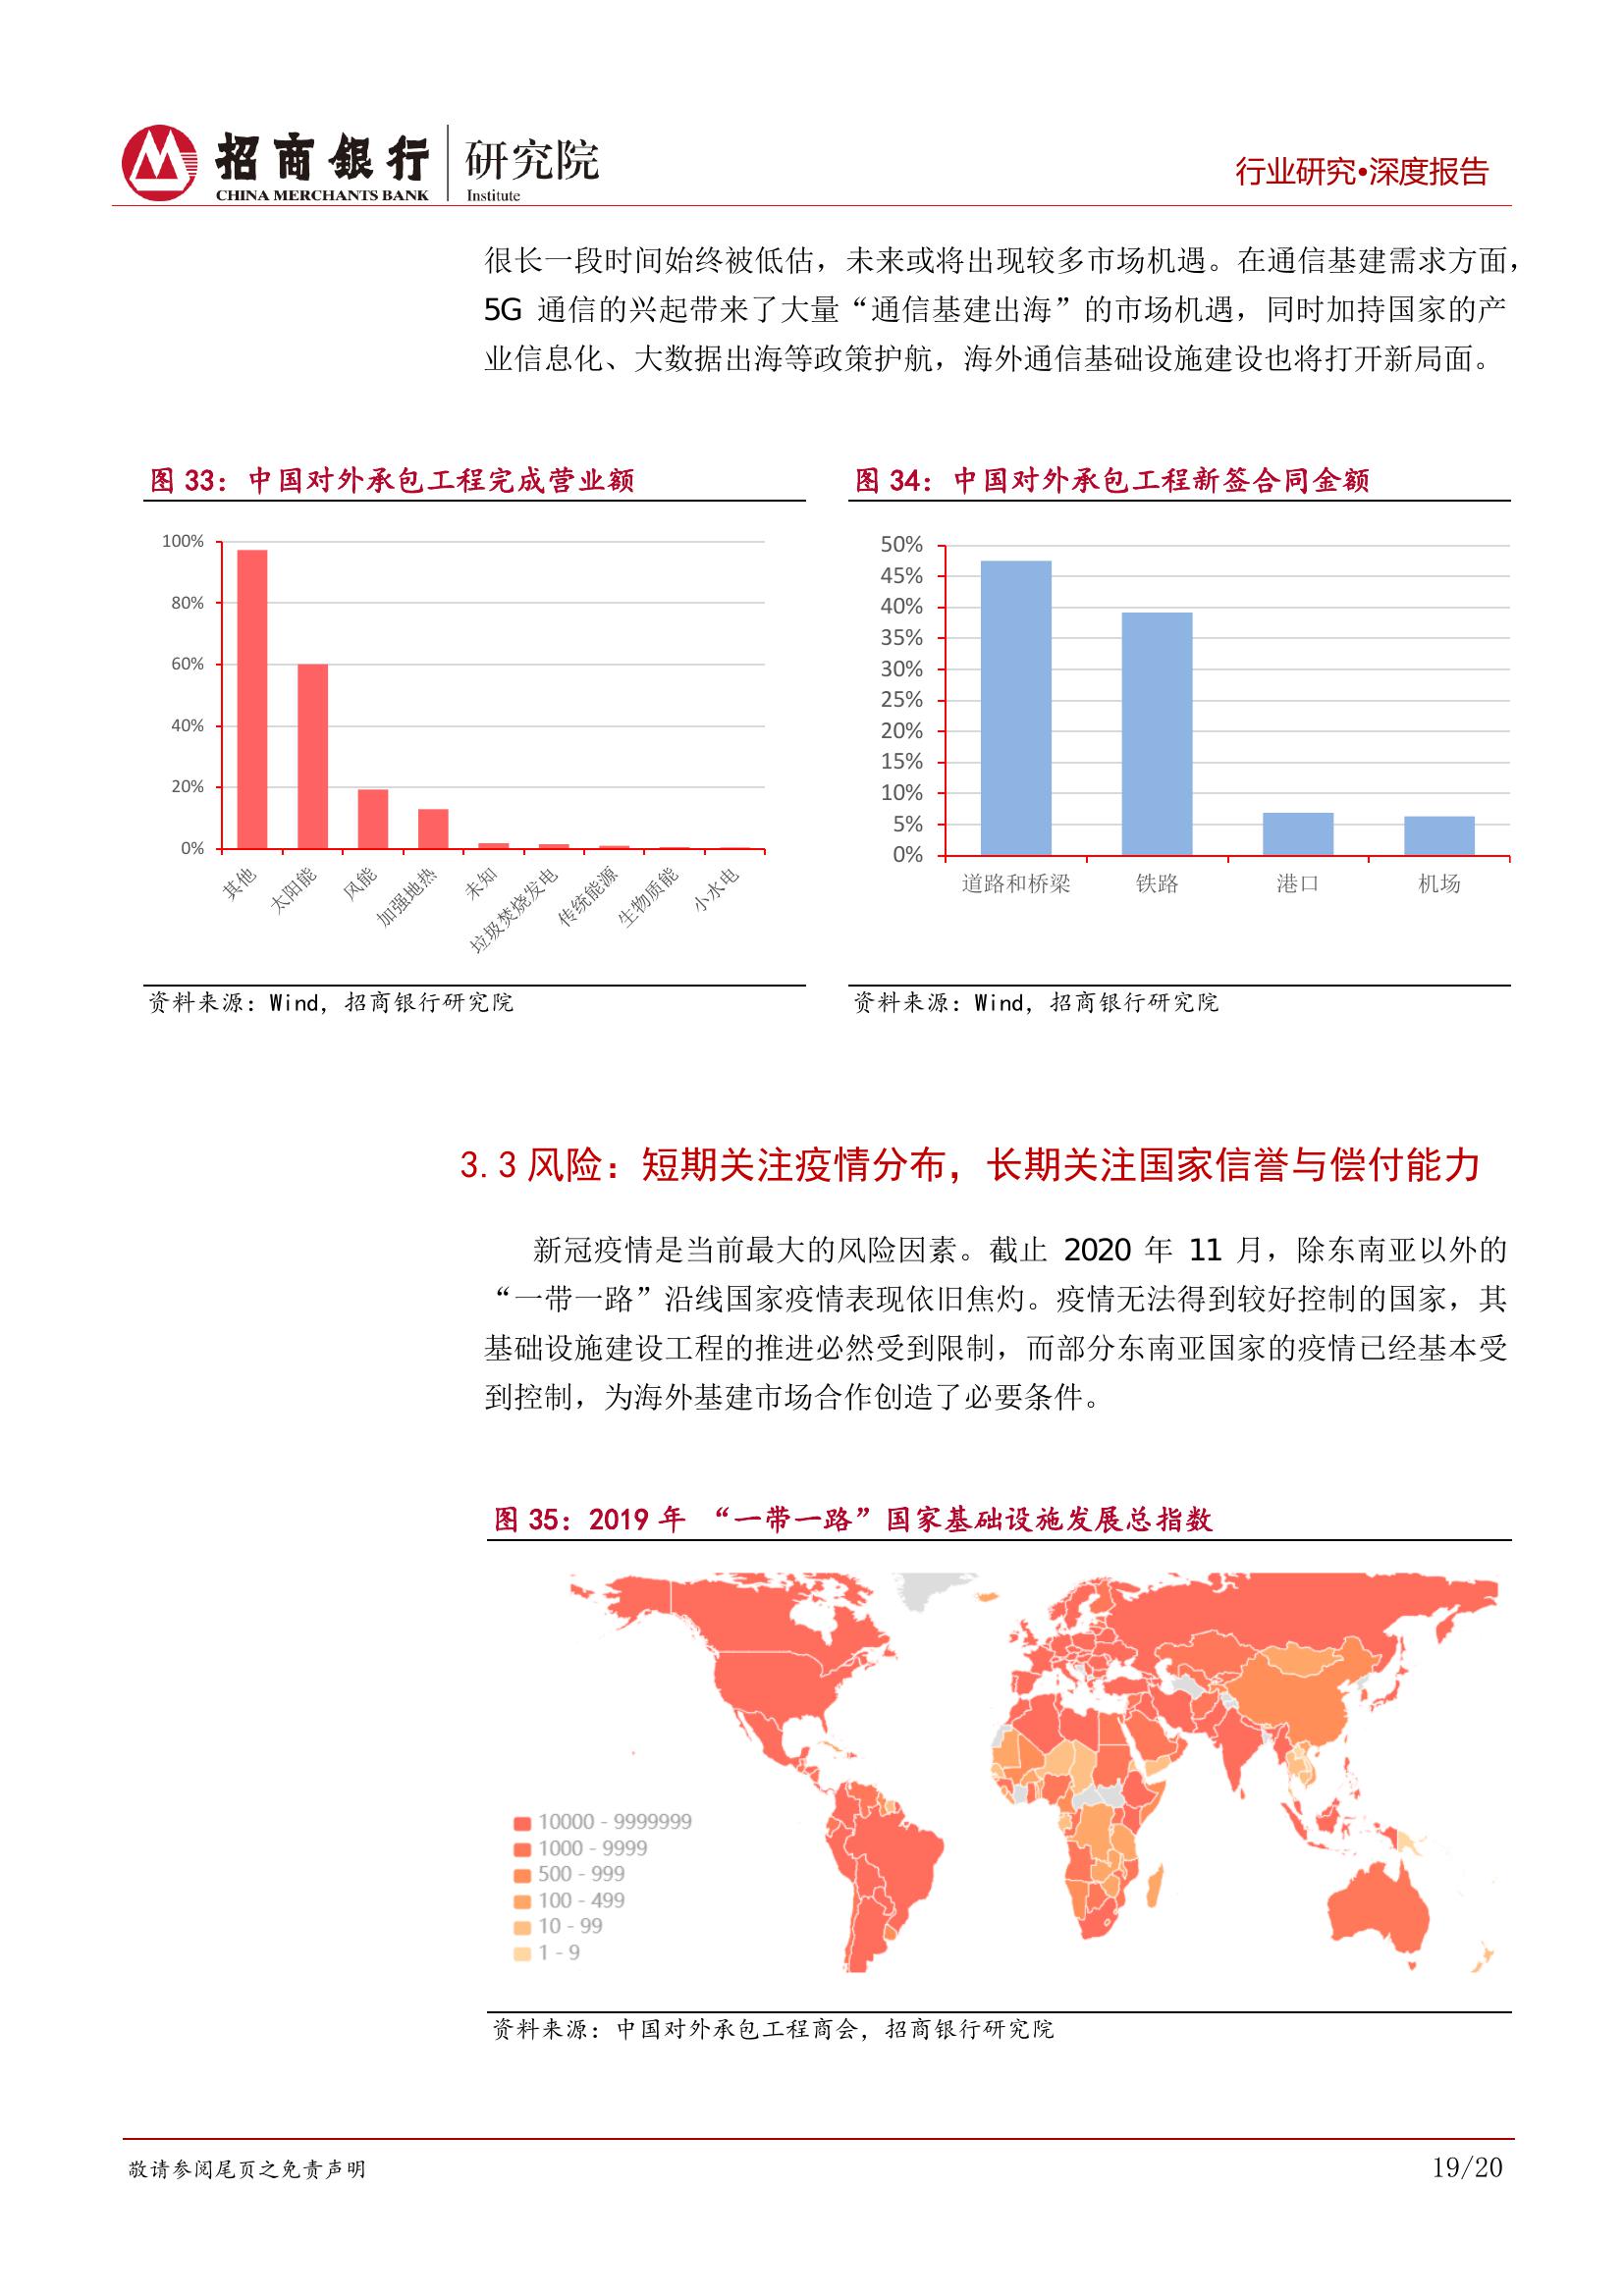 招商银行 研究院
CHINA MERCHANTS BANK Institute
行业研究•深度报告
很长一段时间始终被低估，未来或将出现较多市场机遇。在通信基建需求方面，
5G 通信的兴起带来了大量“通信基建出海”的市场机遇，同时加持国家的产
业信息化、大数据出海等政策护航，海外通信基础设施建设也将打开新局面。
图 33：中国对外承包工程完成营业额
100%
80%
60%
40%
20%
0%
其他
太阳能
风能
加强地热
未知
垃圾焚烧发电
传统能源
生物质能
小水电
资料来源：Wind，招商银行研究院
图 34：中国对外承包工程新签合同金额
50%
45%
40%
35%
30%
25%
20%
15%
10%
5%
0%
道路和桥梁
铁路
港口
机场
资料来源：Wind，招商银行研究院
3.3 风险：短期关注疫情分布，长期关注国家信誉与偿付能力
新冠疫情是当前最大的风险因素。截止 2020 年 11 月，除东南亚以外的
“一带一路”沿线国家疫情表现依旧焦灼。疫情无法得到较好控制的国家，其
基础设施建设工程的推进必然受到限制，而部分东南亚国家的疫情已经基本受
到控制，为海外基建市场合作创造了必要条件。
图 35：2019 年 “一带一路”国家基础设施发展总指数
10000 - 9999999
1000 - 9999
500 - 999
100 - 499
10 - 99
1 - 9
资料来源：中国对外承包工程商会，招商银行研究院
敬请参阅尾页之免责声明
19/20